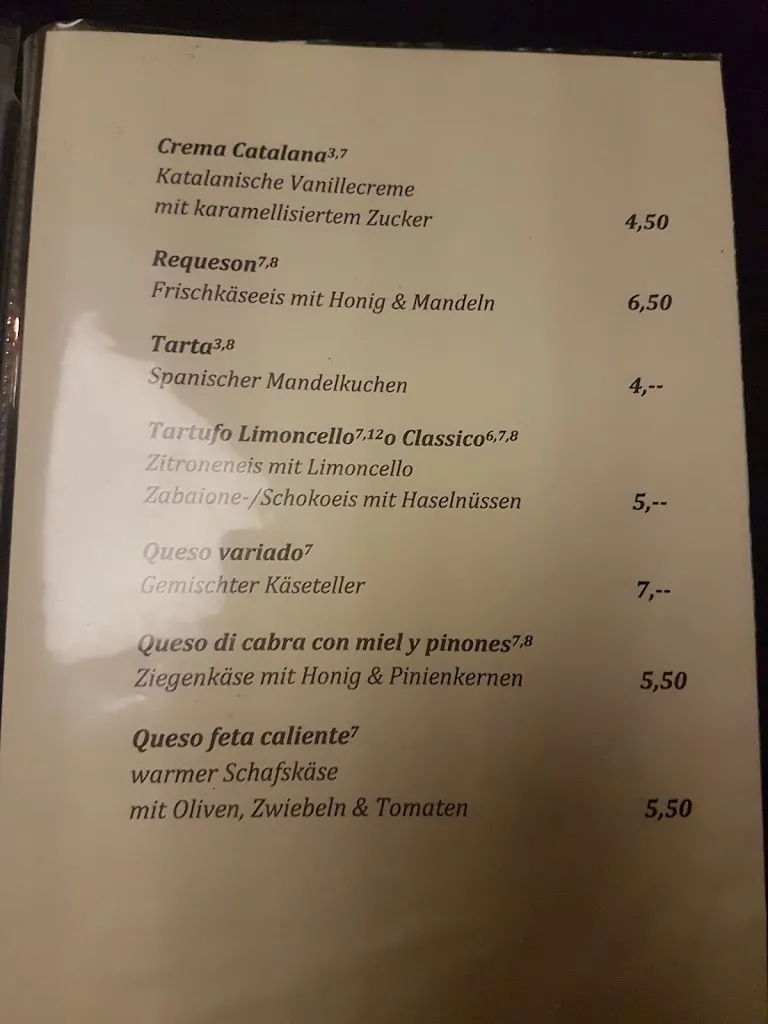 Crema Catalana³,⁷
Katalanische Vanillecreme
mit karamellisiertem Zucker 4,50
Requeson⁷,⁸
Frischkäseeis mit Honig & Mandeln 6,50
Tarta³,⁸
Spanischer Mandelkuchen 4,--
Tartufo Limoncello⁷,¹²o Classico⁶,⁷,⁸
Zitroneneis mit Limoncello
Zabaione-/Schokoeis mit Haselnüssen 5,--
Queso variado⁷
Gemischter Käseteller 7,--
Queso di cabra con miel y pinones⁷,⁸
Ziegenkäse mit Honig & Pinienkernen 5,50
Queso feta caliente⁷
warmer Schafskäse
mit Oliven, Zwiebeln & Tomaten 5,50